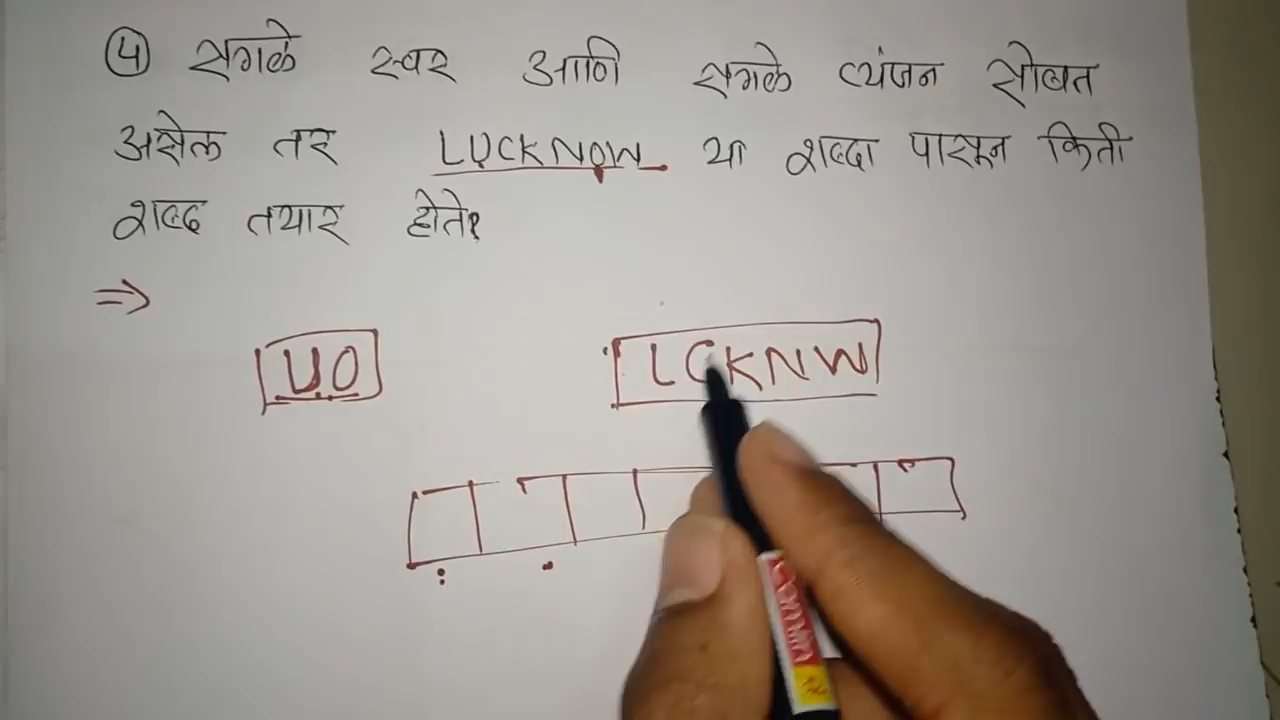 ④ सगळे स्वर आणि सगळे व्यंजन सोबत
असेल तर LUCKNOW या शब्दा पासून किती
शब्द तयार होते?
⇒
UO LCKNW